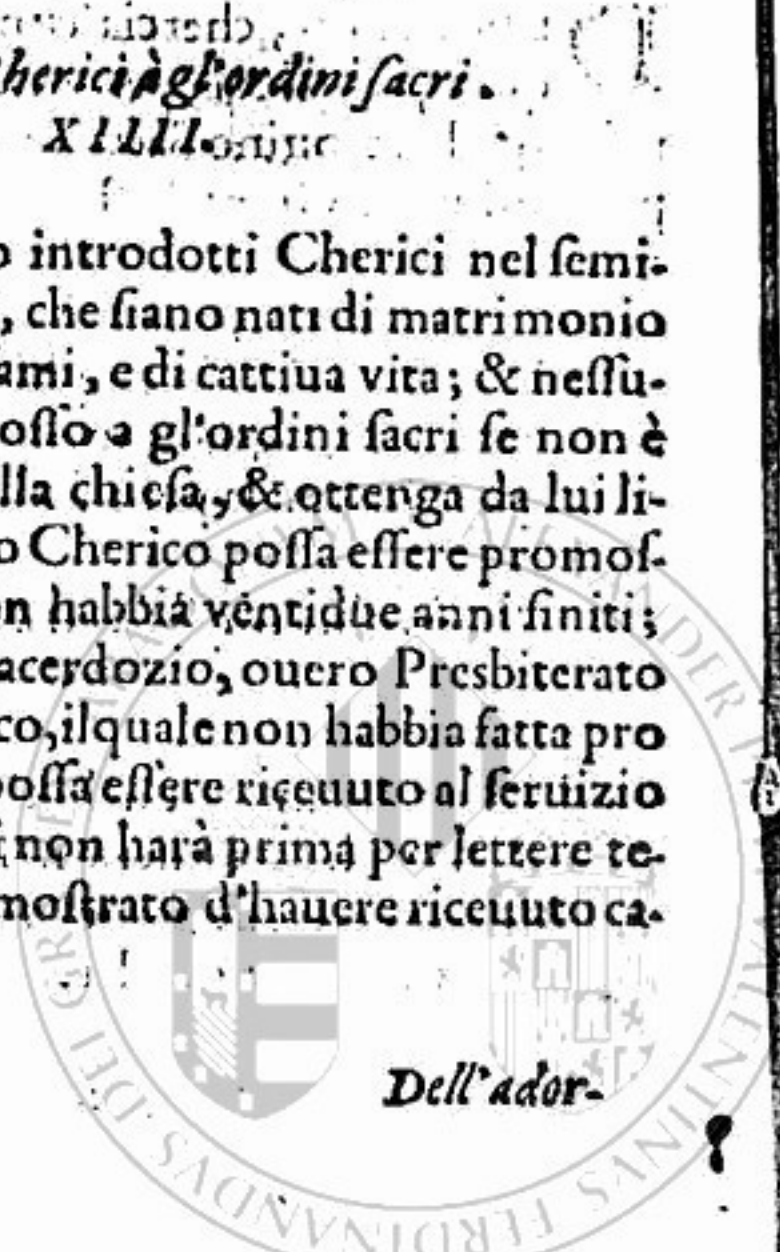 herici à gl'ordini ſacri.
XIIII.
o introdotti Cherici nel ſemi-
, che ſiano nati di matrimonio
ami, e di cattiua vita; & neſſu-
oſſo a gl'ordini ſacri ſe non è
lla chieſa, & ottenga da lui li-
o Cherico poſſa eſſere promoſ-
n habbia ventidue anni finiti;
acerdozio, ouero Presbiterato
co, ilquale non habbia fatta pro
oſſa eſſere riceuuto al ſeruizio
non harà prima per lettere te-
moſtrato d'hauere riceuuto ca-
Dell'ador-